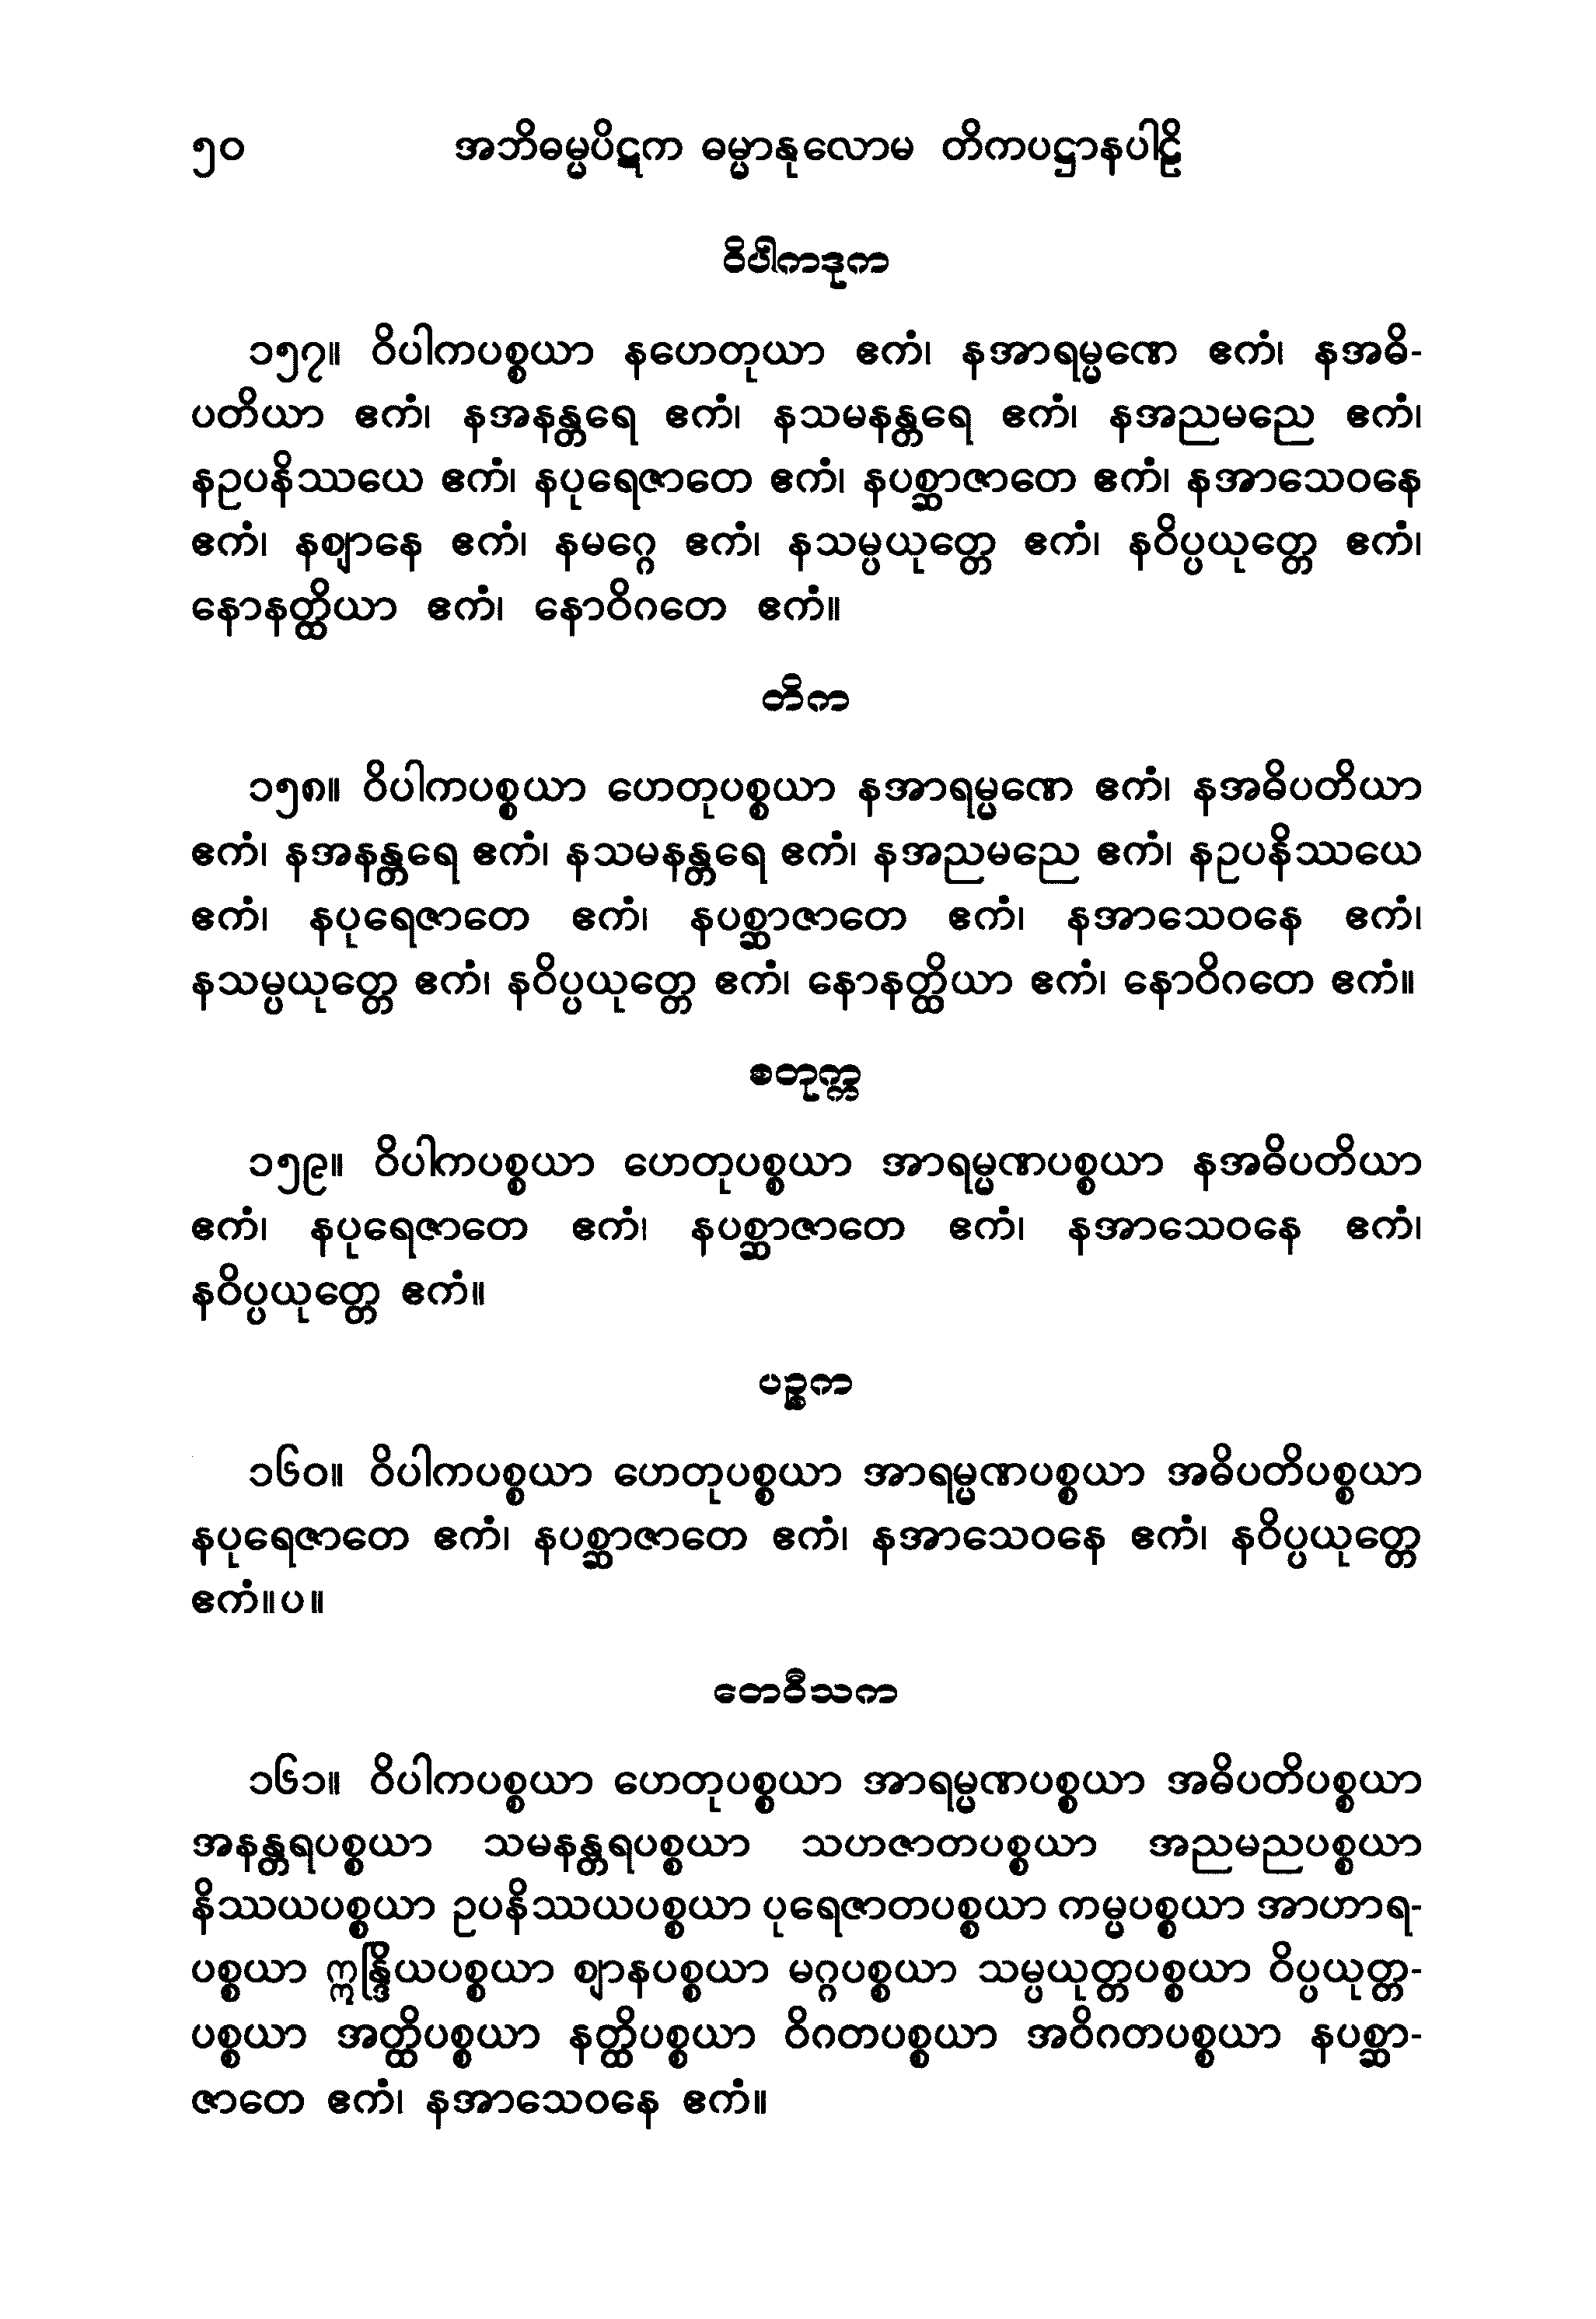 ၅၀ အဘိဓမ္မပိဋက ဓမ္မာနုလောမ တိကပဋ္ဌာနပါဠိ
ဝိပါကဒုက
၁၅၇။ ဝိပါကပစ္စယာ နဟေတုယာ ဧကံ၊ နအာရမ္မဏေ ဧကံ၊ နအဓိ-
ပတိယာ ဧကံ၊ နအနန္တရေ ဧကံ၊ နသမနန္တရေ ဧကံ၊ နအညမညေ ဧကံ၊
နဥပနိဿယေ ဧကံ၊ နပုရေဇာတေ ဧကံ၊ နပစ္ဆာဇာတေ ဧကံ၊ နအာသေဝနေ
ဧကံ၊ နဈာနေ ဧကံ၊ နမဂ္ဂေ ဧကံ၊ နသမ္ပယုတ္တေ ဧကံ၊ နဝိပ္ပယုတ္တေ ဧကံ၊
နောနတ္ထိယာ ဧကံ၊ နောဝိဂတေ ဧကံ။
တိက
၁၅၈။ ဝိပါကပစ္စယာ ဟေတုပစ္စယာ နအာရမ္မဏေ ဧကံ၊ နအဓိပတိယာ
ဧကံ၊ နအနန္တရေ ဧကံ၊ နသမနန္တရေ ဧကံ၊ နအညမညေ ဧကံ၊ နဥပနိဿယေ
ဧကံ၊ နပုရေဇာတေ ဧကံ၊ နပစ္ဆာဇာတေ ဧကံ၊ နအာသေဝနေ ဧကံ၊
နသမ္ပယုတ္တေ ဧကံ၊ နဝိပ္ပယုတ္တေ ဧကံ၊ နောနတ္ထိယာ ဧကံ၊ နောဝိဂတေ ဧကံ။
စတုက္က
၁၅၉။ ဝိပါကပစ္စယာ ဟေတုပစ္စယာ အာရမ္မဏပစ္စယာ နအဓိပတိယာ
ဧကံ၊ နပုရေဇာတေ ဧကံ၊ နပစ္ဆာဇာတေ ဧကံ၊ နအာသေဝနေ ဧကံ၊
နဝိပ္ပယုတ္တေ ဧကံ။
ပဉ္စက
၁၆၀။ ဝိပါကပစ္စယာ ဟေတုပစ္စယာ အာရမ္မဏပစ္စယာ အဓိပတိပစ္စယာ
နပုရေဇာတေ ဧကံ၊ နပစ္ဆာဇာတေ ဧကံ၊ နအာသေဝနေ ဧကံ၊ နဝိပ္ပယုတ္တေ
ဧကံ။ပ။
တေဝီသက
၁၆၁။ ဝိပါကပစ္စယာ ဟေတုပစ္စယာ အာရမ္မဏပစ္စယာ အဓိပတိပစ္စယာ
အနန္တရပစ္စယာ သမနန္တရပစ္စယာ သဟဇာတပစ္စယာ အညမညပစ္စယာ
နိဿယပစ္စယာ ဥပနိဿယပစ္စယာ ပုရေဇာတပစ္စယာ ကမ္မပစ္စယာ အာဟာရ-
ပစ္စယာ ဣန္ဒြိယပစ္စယာ ဈာနပစ္စယာ မဂ္ဂပစ္စယာ သမ္ပယုတ္တပစ္စယာ ဝိပ္ပယုတ္တ-
ပစ္စယာ အတ္ထိပစ္စယာ နတ္ထိပစ္စယာ ဝိဂတပစ္စယာ အဝိဂတပစ္စယာ နပစ္ဆာ-
ဇာတေ ဧကံ၊ နအာသေဝနေ ဧကံ။